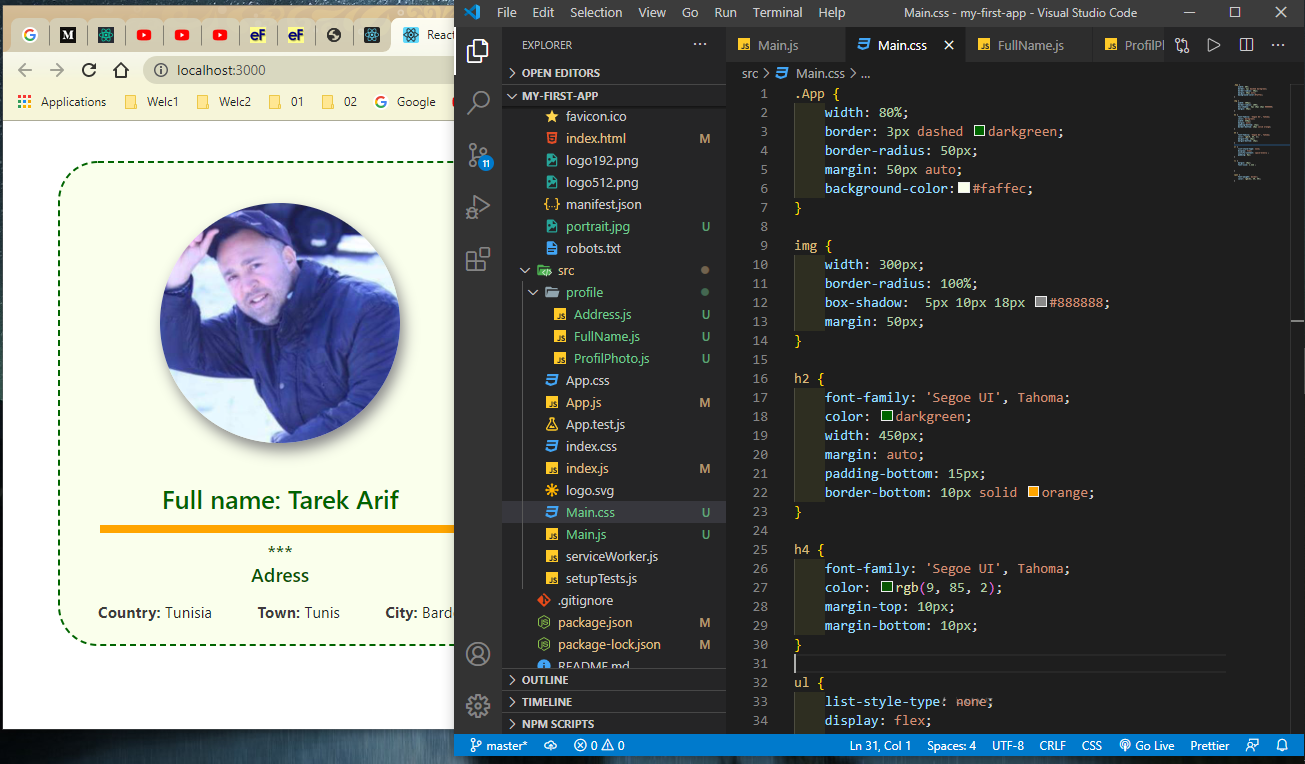 React
localhost:3000
Applications Welc1 Welc2 01 02 Google
Full name: Tarek Arif
***
Adress
Country: Tunisia Town: Tunis City: Bard
File Edit Selection View Go Run Terminal Help Main.css - my-first-app - Visual Studio Code
EXPLORER ...
OPEN EDITORS
MY-FIRST-APP
favicon.ico
index.html M
logo192.png
logo512.png
manifest.json
portrait.jpg U
robots.txt
src
profile
Address.js U
FullName.js U
ProfilPhoto.js U
App.css
App.js M
App.test.js
index.css
index.js M
logo.svg
Main.css U
Main.js U
serviceWorker.js
setupTests.js
.gitignore
package.json M
package-lock.json M
README.md
OUTLINE
TIMELINE
NPM SCRIPTS
11
Main.js Main.css FullName.js ProfilPl
src > Main.css > ...
1 .App {
2 width: 80%;
3 border: 3px dashed darkgreen;
4 border-radius: 50px;
5 margin: 50px auto;
6 background-color: #faffec;
7 }
8
9 img {
10 width: 300px;
11 border-radius: 100%;
12 box-shadow: 5px 10px 18px #888888;
13 margin: 50px;
14 }
15
16 h2 {
17 font-family: 'Segoe UI', Tahoma;
18 color: darkgreen;
19 width: 450px;
20 margin: auto;
21 padding-bottom: 15px;
22 border-bottom: 10px solid orange;
23 }
24
25 h4 {
26 font-family: 'Segoe UI', Tahoma;
27 color: rgb(9, 85, 2);
28 margin-top: 10px;
29 margin-bottom: 10px;
30 }
31
32 ul {
33 list-style-type: none;
34 display: flex;
master* 0 0 Ln 31, Col 1 Spaces: 4 UTF-8 CRLF CSS Go Live Prettier